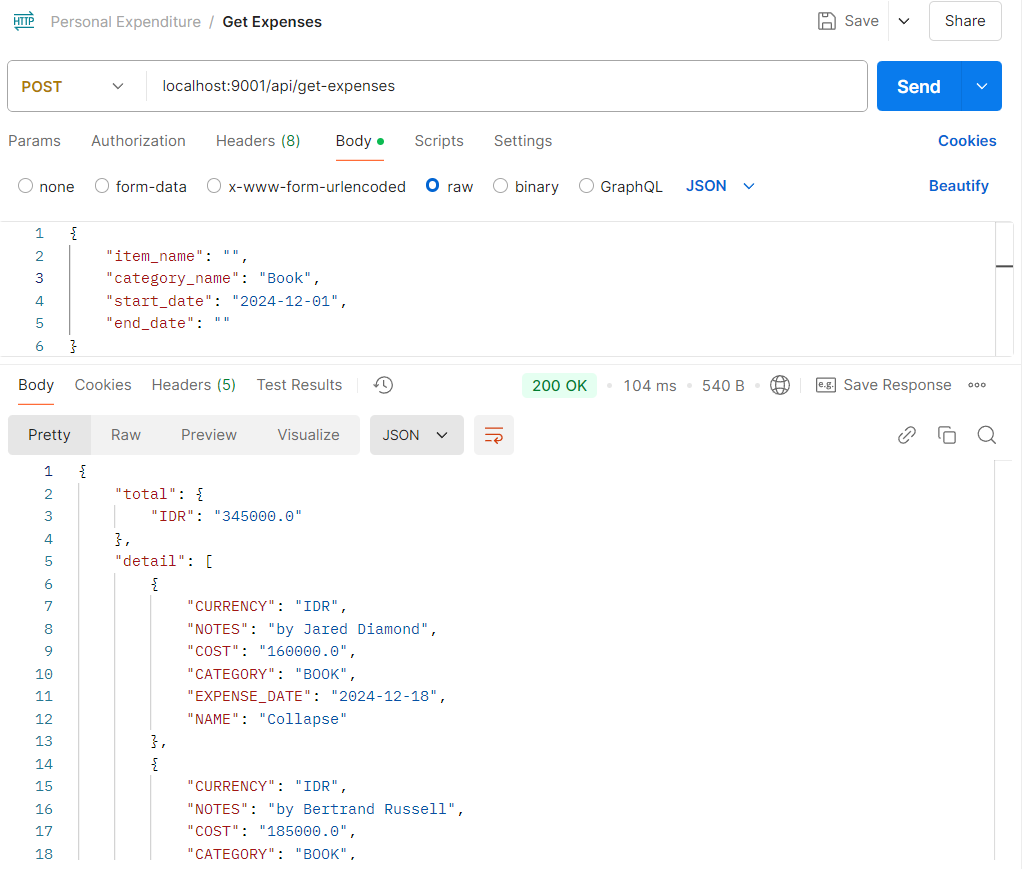 HTTP Personal Expenditure / Get Expenses Save Share
POST localhost:9001/api/get-expenses Send
Params Authorization Headers (8) Body Scripts Settings Cookies
none form-data x-www-form-urlencoded raw binary GraphQL JSON Beautify
1 {
2 "item_name": "",
3 "category_name": "Book",
4 "start_date": "2024-12-01",
5 "end_date": ""
6 }
Body Cookies Headers (5) Test Results 200 OK 104 ms 540 B e.g. Save Response
Pretty Raw Preview Visualize JSON
1 {
2 "total": {
3 "IDR": "345000.0"
4 },
5 "detail": [
6 {
7 "CURRENCY": "IDR",
8 "NOTES": "by Jared Diamond",
9 "COST": "160000.0",
10 "CATEGORY": "BOOK",
11 "EXPENSE_DATE": "2024-12-18",
12 "NAME": "Collapse"
13 },
14 {
15 "CURRENCY": "IDR",
16 "NOTES": "by Bertrand Russell",
17 "COST": "185000.0",
18 "CATEGORY": "BOOK",